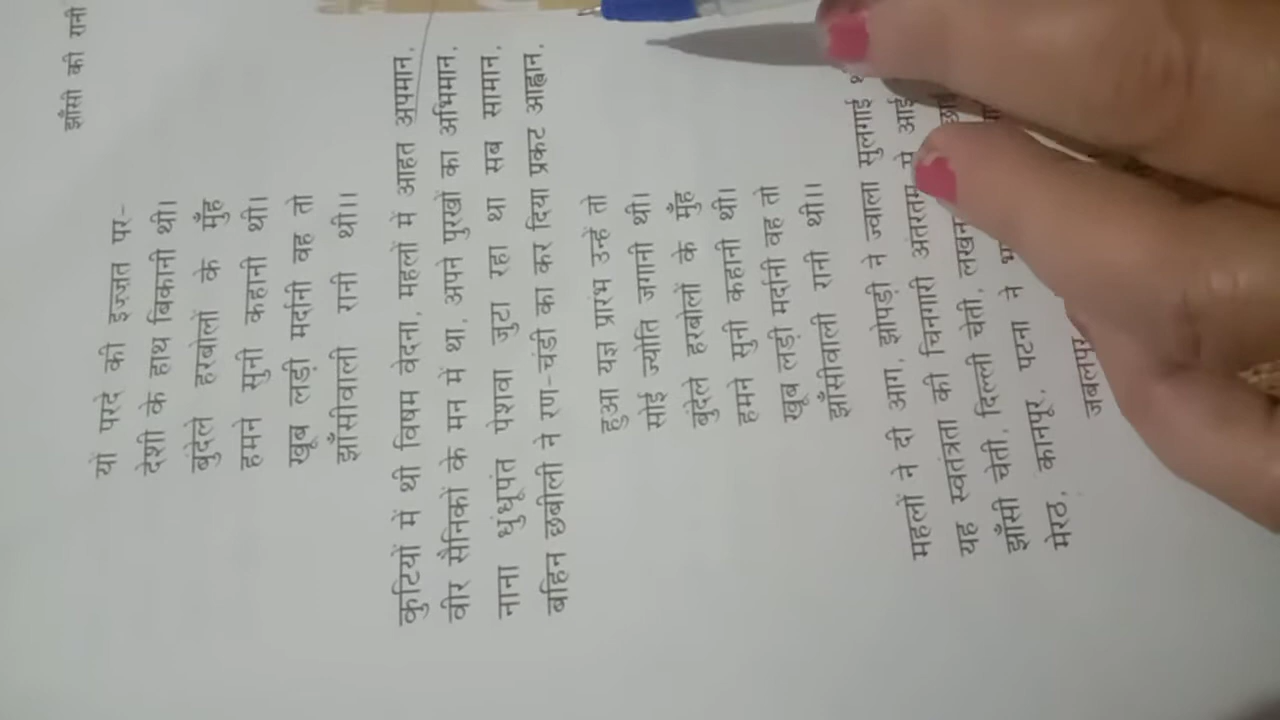 झाँसी की रानी
यों परदे की इज़्ज़त पर-
देशी के हाथ बिकानी थी।
बुंदेले हरबोलों के मुँह
हमने सुनी कहानी थी।
खूब लड़ी मर्दानी वह तो
झाँसीवाली रानी थी।।
कुटियों में थी विषम वेदना, महलों में आहत अपमान,
वीर सैनिकों के मन में था, अपने पुरखों का अभिमान,
नाना धुंधूपंत पेशवा जुटा रहा था सब सामान,
बहिन छबीली ने रण-चंडी का कर दिया प्रकट आह्वान,
हुआ यज्ञ प्रारंभ उन्हें तो
सोई ज्योति जगानी थी।
बुंदेले हरबोलों के मुँह
हमने सुनी कहानी थी।
खूब लड़ी मर्दानी वह तो
झाँसीवाली रानी थी।।
महलों ने दी आग, झोपड़ी ने ज्वाला सुलगाई
यह स्वतंत्रता की चिनगारी अंतरतम से आई
झाँसी चेती, दिल्ली चेती,
मेरठ, कानपुर, पटना ने
जबलपुर